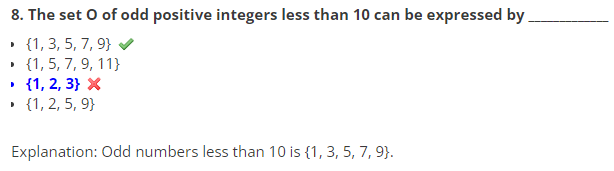 8. The set O of odd positive integers less than 10 can be expressed by ____________
• {1, 3, 5, 7, 9}
• {1, 5, 7, 9, 11}
• {1, 2, 3}
• {1, 2, 5, 9}
Explanation: Odd numbers less than 10 is {1, 3, 5, 7, 9}.